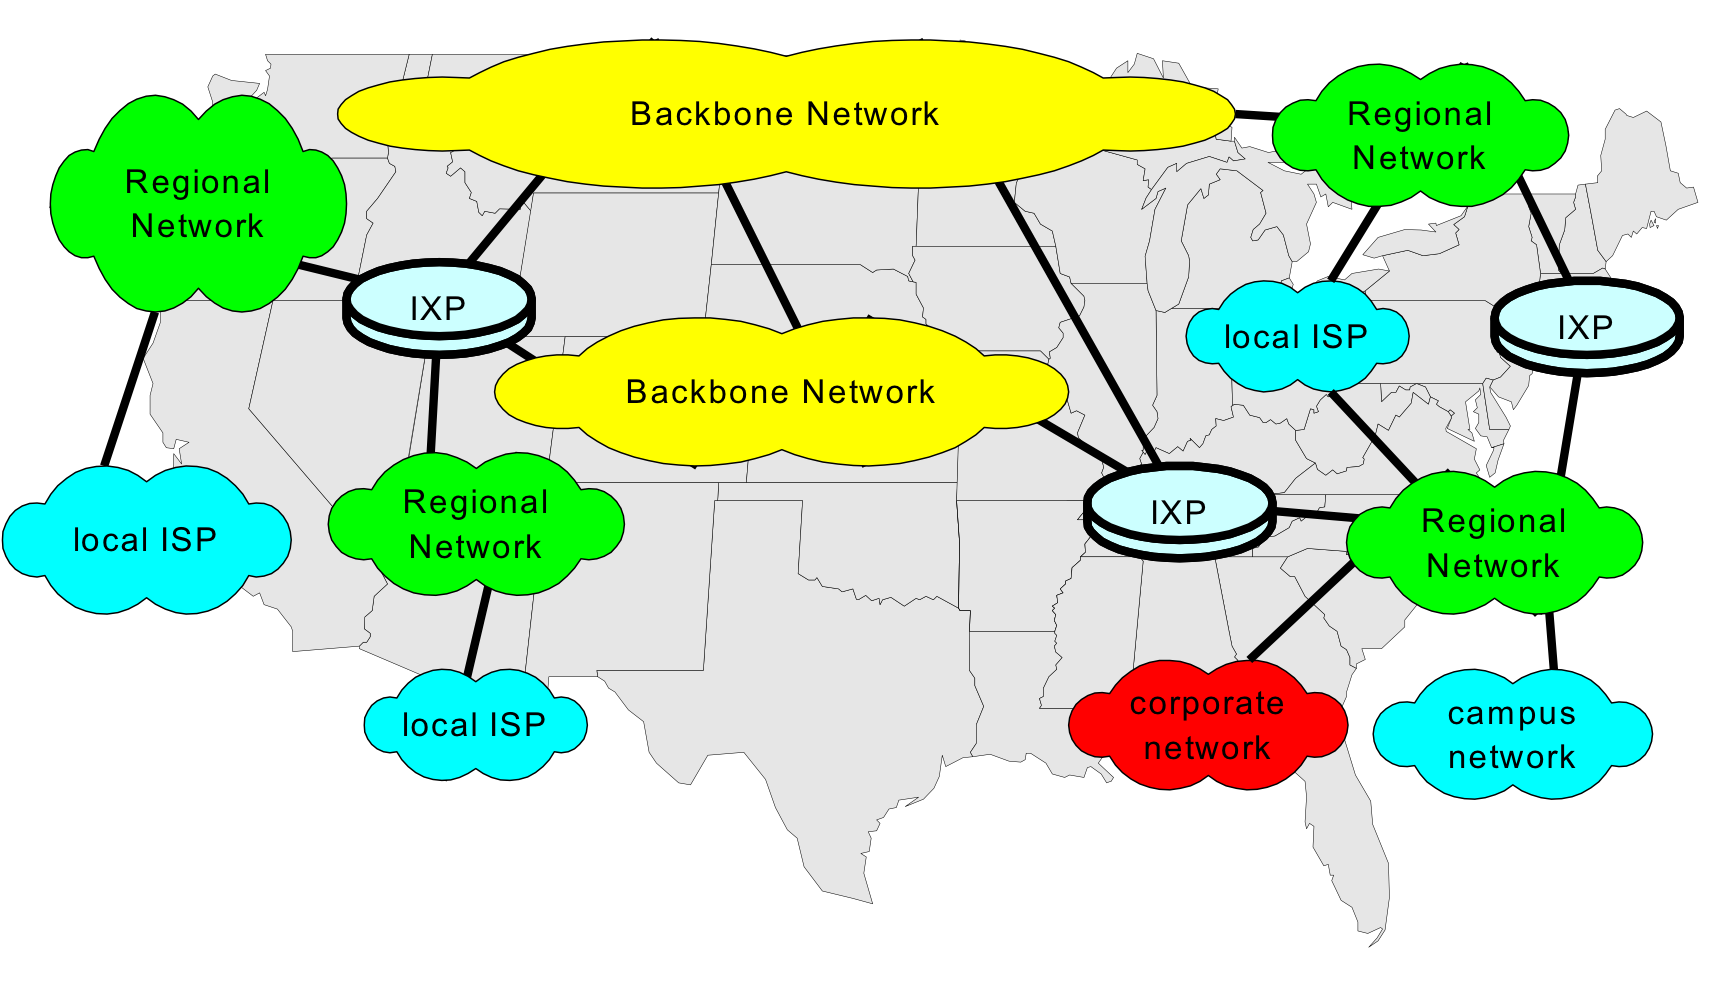 Backbone Network
Regional
Network
Regional
Network
IXP
IXP
local ISP
Backbone Network
Regional
Network
IXP
Regional
Network
local ISP
local ISP
corporate
network
campus
network